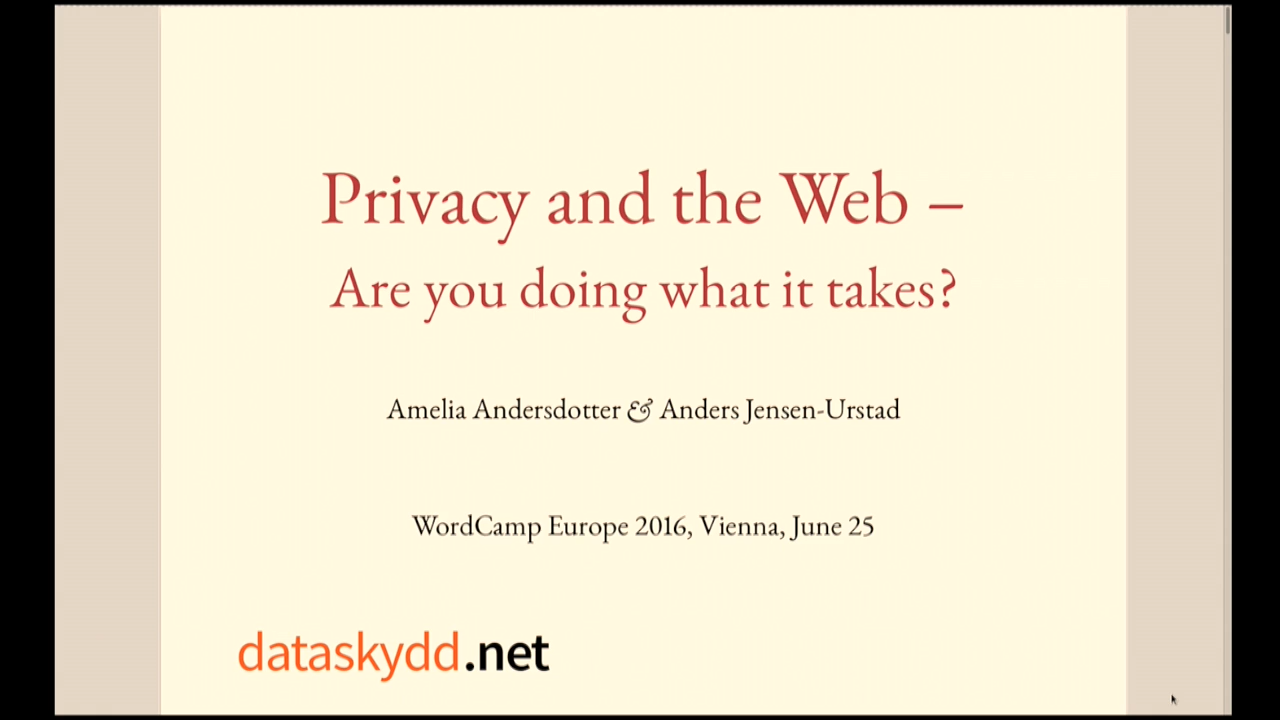 Privacy and the Web –
Are you doing what it takes?
Amelia Andersdotter & Anders Jensen-Urstad
WordCamp Europe 2016, Vienna, June 25
dataskydd.net